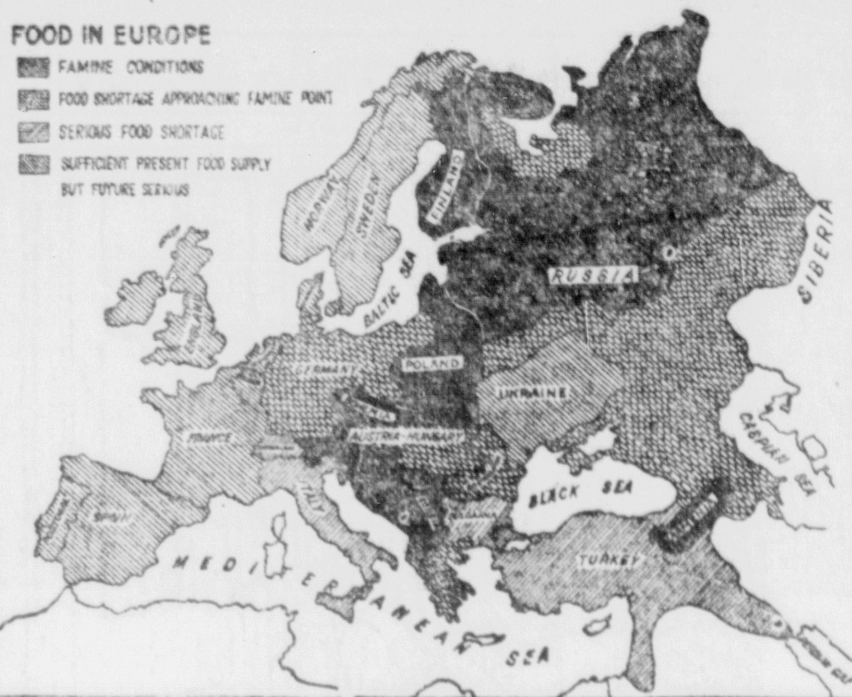 FOOD IN EUROPE
FAMINE CONDITIONS
FOOD SHORTAGE APPROACHING FAMINE POINT
SERIOUS FOOD SHORTAGE
SUFFICIENT PRESENT FOOD SUPPLY
BUT FUTURE SERIOUS
NORWAY
SWEDEN
FINLAND
BALTIC SEA
RUSSIA
SIBERIA
ENGLAND
GERMANY
POLAND
UKRAINE
FRANCE
AUSTRIA-HUNGARY
CASPIAN SEA
ITALY
BLACK SEA
SPAIN
TURKEY
MEDITERRANEAN SEA